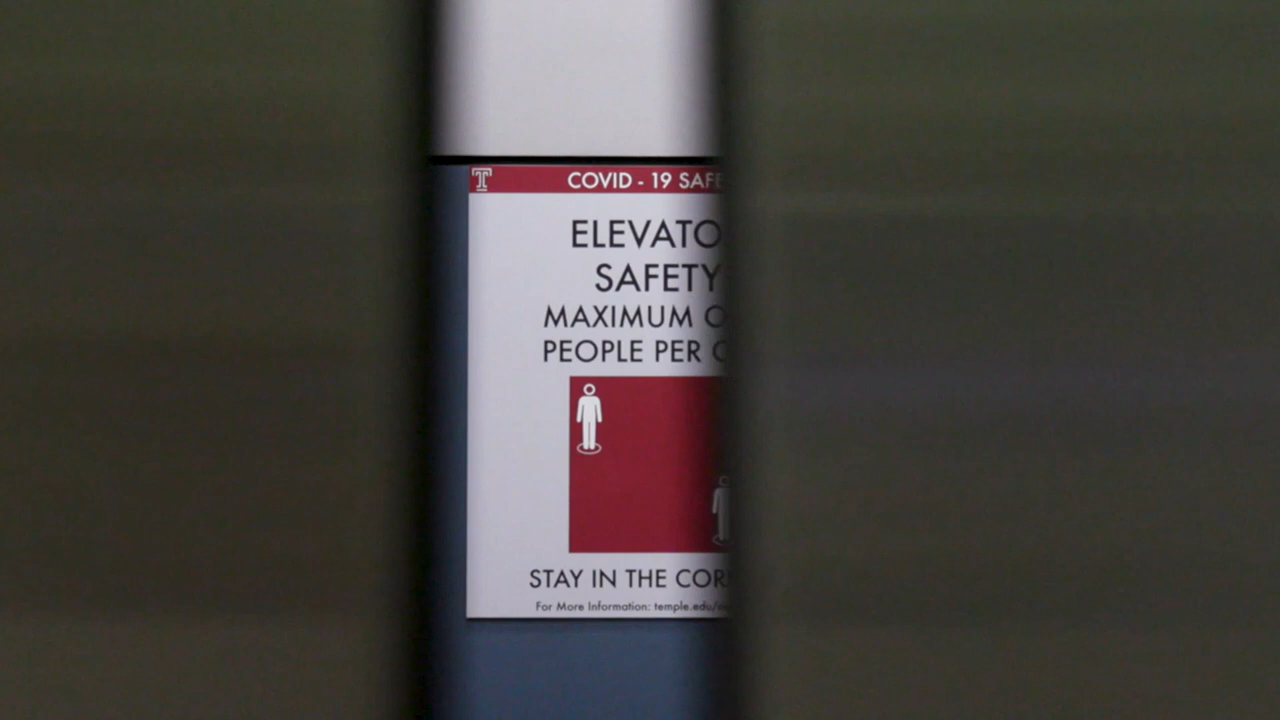 T COVID - 19 SAFE
ELEVATO
SAFETY
MAXIMUM O
PEOPLE PER C
STAY IN THE COR
For More Information: temple.edu/